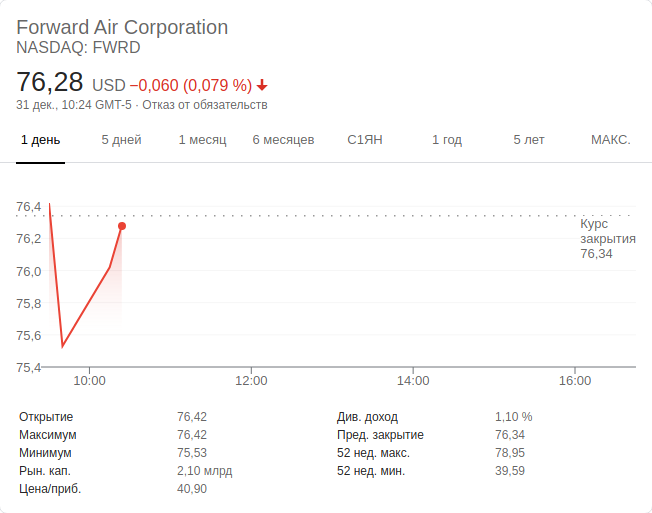 Forward Air Corporation
NASDAQ: FWRD
76,28 USD −0,060 (0,079 %)
31 дек., 10:24 GMT-5 · Отказ от обязательств
1 день 5 дней 1 месяц 6 месяцев С1ЯН 1 год 5 лет МАКС.
76,4
76,2
76,0
75,8
75,6
75,4
Курс
закрытия
76,34
10:00 12:00 14:00 16:00
Открытие 76,42 Див. доход 1,10 %
Максимум 76,42 Пред. закрытие 76,34
Минимум 75,53 52 нед. макс. 78,95
Рын. кап. 2,10 млрд 52 нед. мин. 39,59
Цена/приб. 40,90